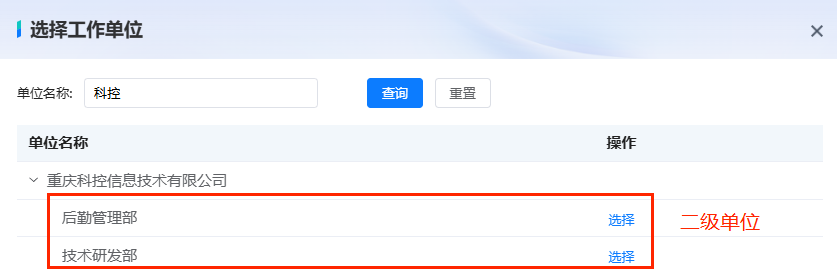 选择工作单位
单位名称: 科控 查询 重置
单位名称 操作
重庆科控信息技术有限公司
后勤管理部 选择
二级单位
技术研发部 选择